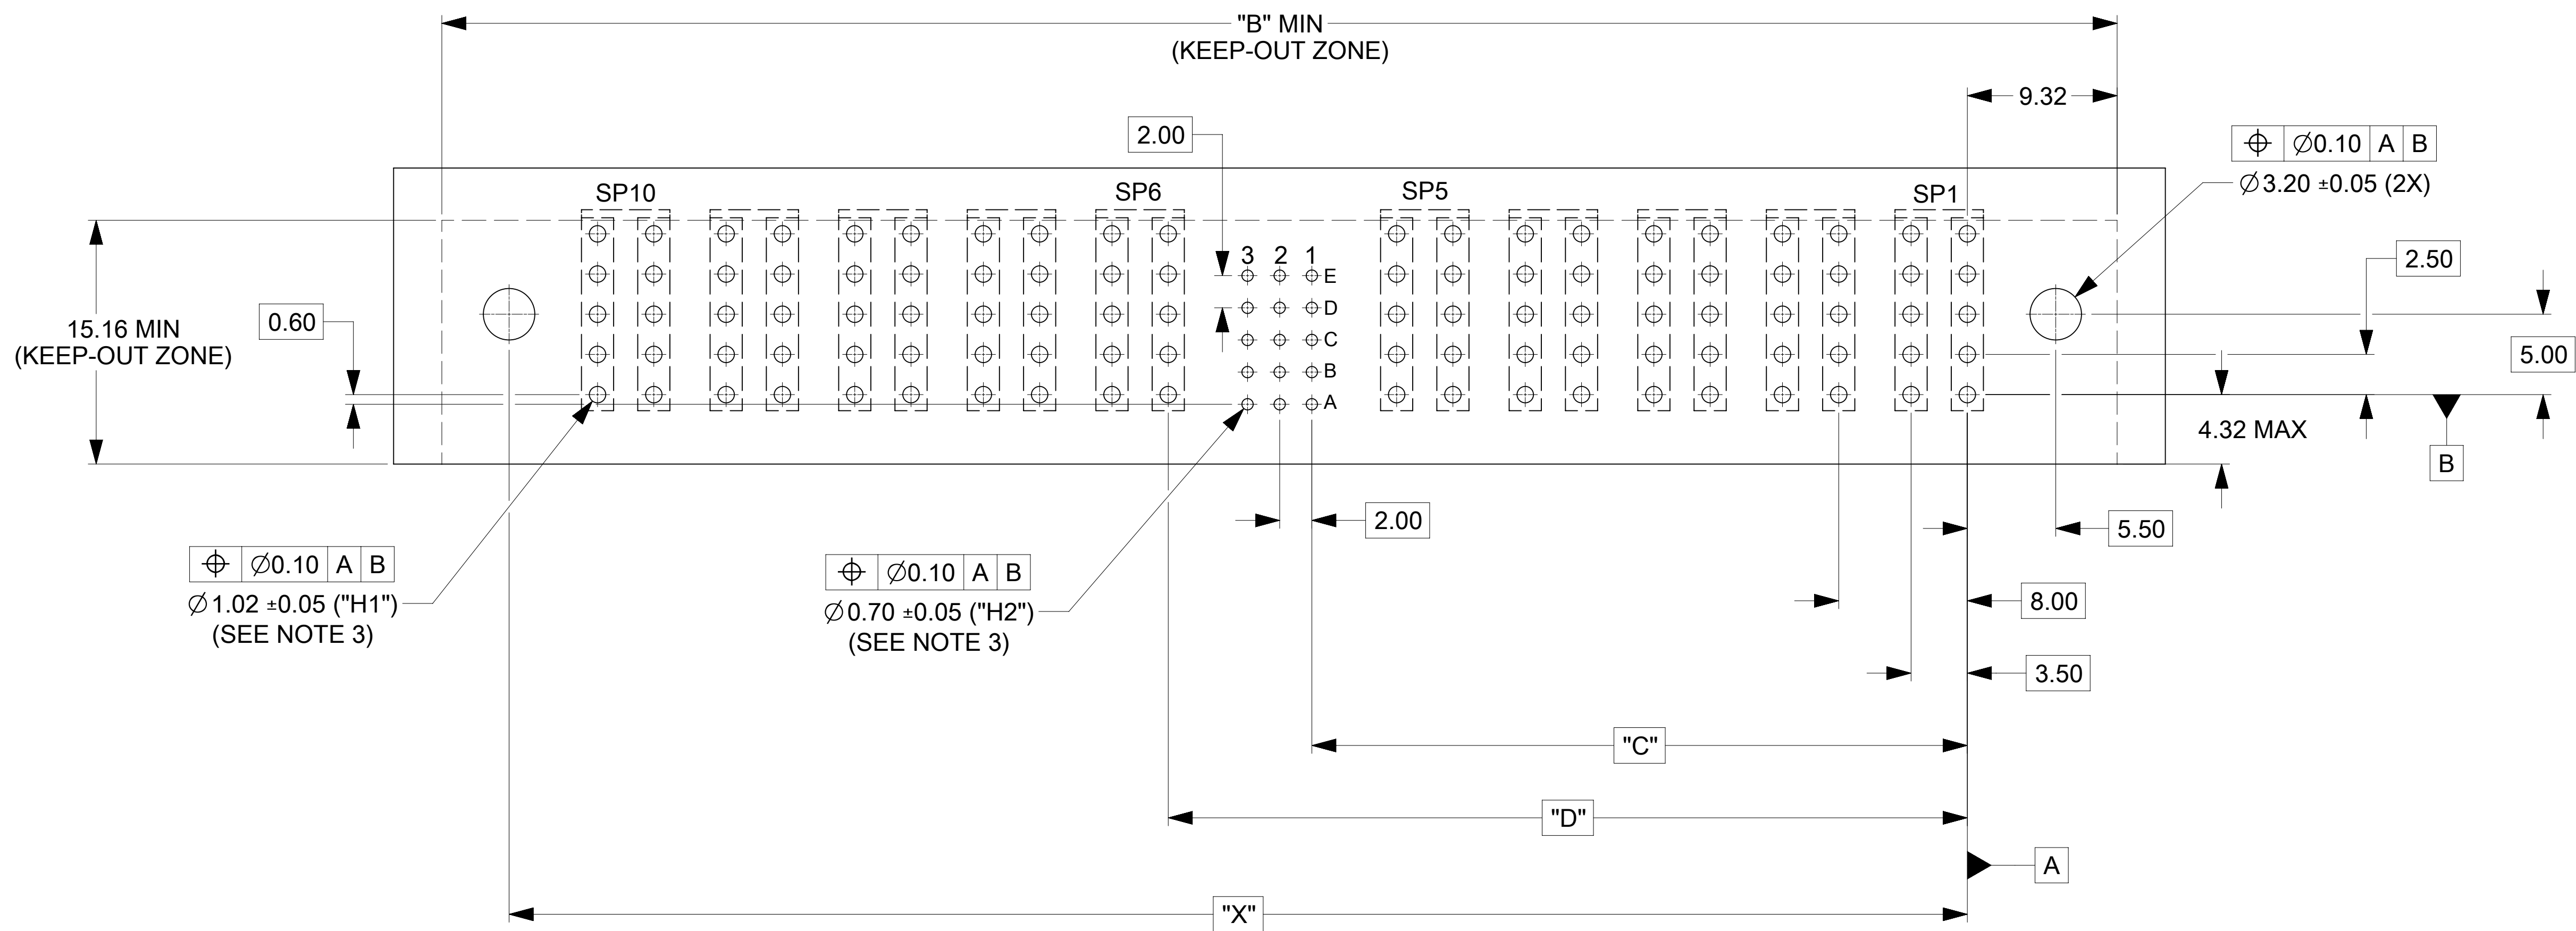 "B" MIN
(KEEP-OUT ZONE)
9.32
2.00
⌖ ∅0.10 A B
∅3.20 ±0.05 (2X)
SP10
SP6
SP5
SP1
3 2 1
E
D
C
B
A
2.50
5.00
15.16 MIN
(KEEP-OUT ZONE)
0.60
4.32 MAX
B
2.00
5.50
⌖ ∅0.10 A B
∅1.02 ±0.05 ("H1")
(SEE NOTE 3)
⌖ ∅0.10 A B
∅0.70 ±0.05 ("H2")
(SEE NOTE 3)
8.00
3.50
"C"
"D"
A
"X"